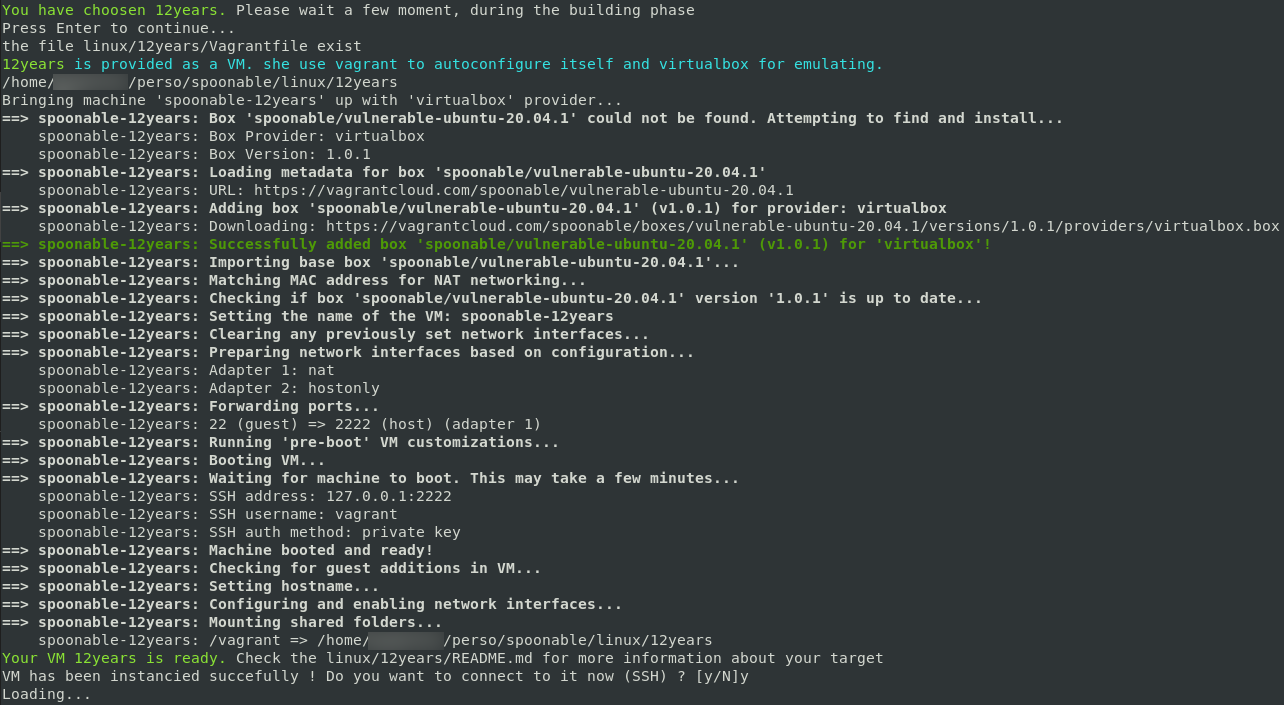 You have choosen 12years. Please wait a few moment, during the building phase
Press Enter to continue...
the file linux/12years/Vagrantfile exist
12years is provided as a VM. she use vagrant to autoconfigure itself and virtualbox for emulating.
/home/ /perso/spoonable/linux/12years
Bringing machine 'spoonable-12years' up with 'virtualbox' provider...
==> spoonable-12years: Box 'spoonable/vulnerable-ubuntu-20.04.1' could not be found. Attempting to find and install...
    spoonable-12years: Box Provider: virtualbox
    spoonable-12years: Box Version: 1.0.1
==> spoonable-12years: Loading metadata for box 'spoonable/vulnerable-ubuntu-20.04.1'
    spoonable-12years: URL: https://vagrantcloud.com/spoonable/vulnerable-ubuntu-20.04.1
==> spoonable-12years: Adding box 'spoonable/vulnerable-ubuntu-20.04.1' (v1.0.1) for provider: virtualbox
    spoonable-12years: Downloading: https://vagrantcloud.com/spoonable/boxes/vulnerable-ubuntu-20.04.1/versions/1.0.1/providers/virtualbox.box
==> spoonable-12years: Successfully added box 'spoonable/vulnerable-ubuntu-20.04.1' (v1.0.1) for 'virtualbox'!
==> spoonable-12years: Importing base box 'spoonable/vulnerable-ubuntu-20.04.1'...
==> spoonable-12years: Matching MAC address for NAT networking...
==> spoonable-12years: Checking if box 'spoonable/vulnerable-ubuntu-20.04.1' version '1.0.1' is up to date...
==> spoonable-12years: Setting the name of the VM: spoonable-12years
==> spoonable-12years: Clearing any previously set network interfaces...
==> spoonable-12years: Preparing network interfaces based on configuration...
    spoonable-12years: Adapter 1: nat
    spoonable-12years: Adapter 2: hostonly
==> spoonable-12years: Forwarding ports...
    spoonable-12years: 22 (guest) => 2222 (host) (adapter 1)
==> spoonable-12years: Running 'pre-boot' VM customizations...
==> spoonable-12years: Booting VM...
==> spoonable-12years: Waiting for machine to boot. This may take a few minutes...
    spoonable-12years: SSH address: 127.0.0.1:2222
    spoonable-12years: SSH username: vagrant
    spoonable-12years: SSH auth method: private key
==> spoonable-12years: Machine booted and ready!
==> spoonable-12years: Checking for guest additions in VM...
==> spoonable-12years: Setting hostname...
==> spoonable-12years: Configuring and enabling network interfaces...
==> spoonable-12years: Mounting shared folders...
    spoonable-12years: /vagrant => /home/ /perso/spoonable/linux/12years
Your VM 12years is ready. Check the linux/12years/README.md for more information about your target
VM has been instancied succefully ! Do you want to connect to it now (SSH) ? [y/N]y
Loading...